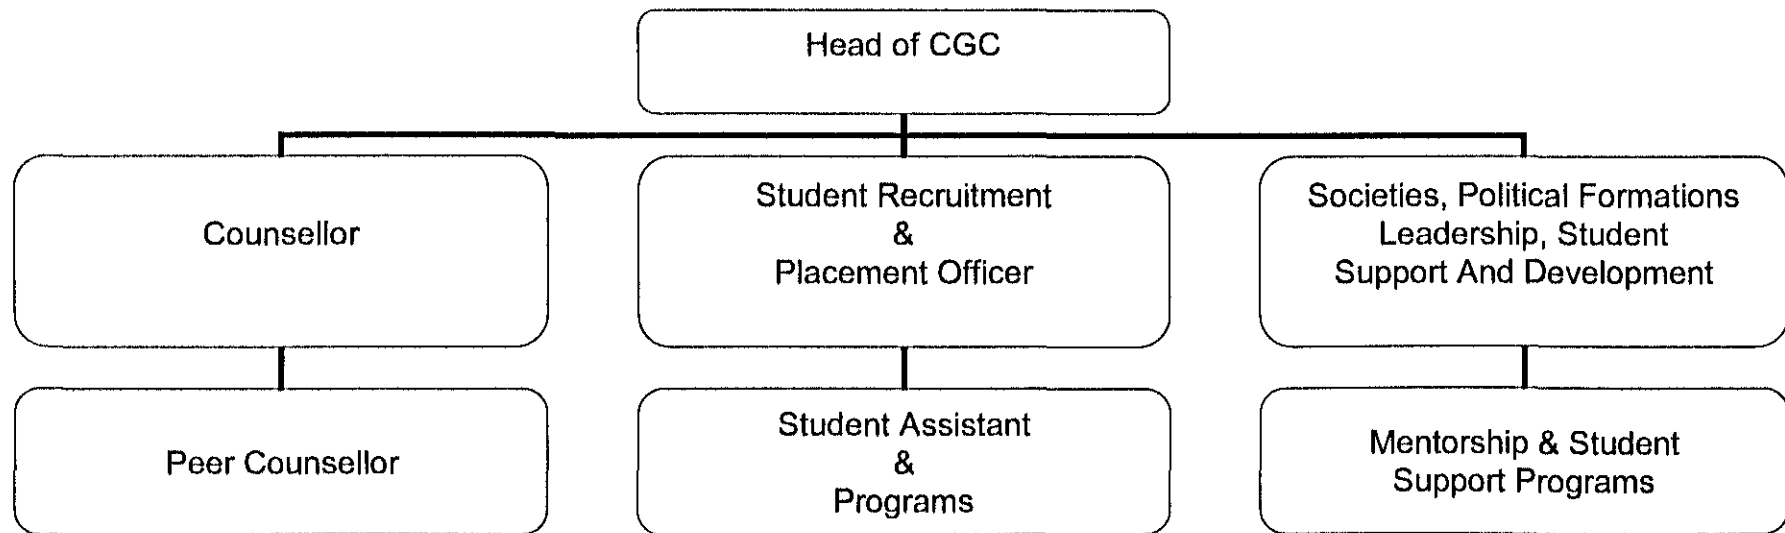 Head of CGC
Counsellor
Student Recruitment
&
Placement Officer
Societies, Political Formations
Leadership, Student
Support And Development
Peer Counsellor
Student Assistant
&
Programs
Mentorship & Student
Support Programs